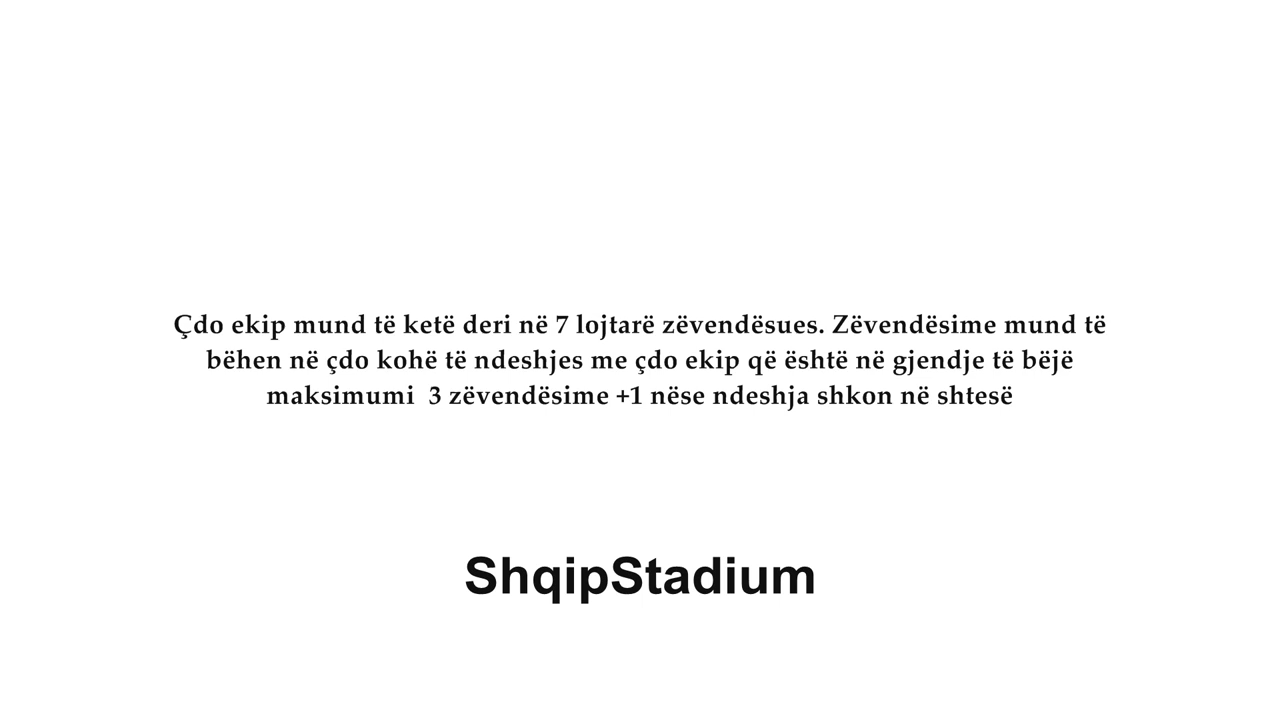 Çdo ekip mund të ketë deri në 7 lojtarë zëvendësues. Zëvendësime mund të
bëhen në çdo kohë të ndeshjes me çdo ekip që është në gjendje të bëjë
maksimumi  3 zëvendësime +1 nëse ndeshja shkon në shtesë
ShqipStadium